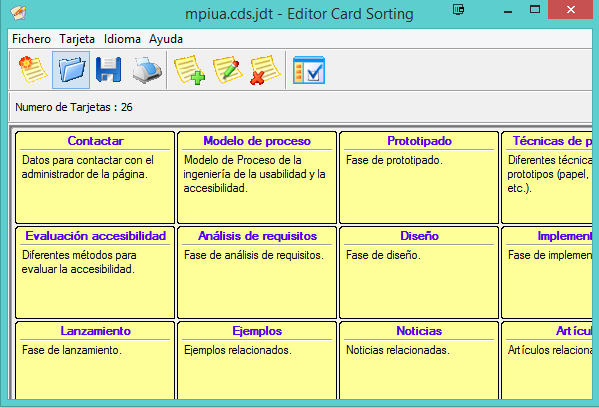 mpiua.cds.jdt - Editor Card Sorting
Fichero Tarjeta Idioma Ayuda
Numero de Tarjetas : 26
Contactar
Datos para contactar con el
administrador de la página.
Modelo de proceso
Modelo de Proceso de la
ingeniería de la usabilidad y la
accesibilidad.
Prototipado
Fase de prototipado.
Técnicas de p
Diferentes técnica
prototipos (papel,
etc.).
Evaluación accesibilidad
Diferentes métodos para
evaluar la accesibilidad.
Análisis de requisitos
Fase de análisis de requisitos.
Diseño
Fase de diseño.
Implement
Fase de implemen
Lanzamiento
Fase de lanzamiento.
Ejemplos
Ejemplos relacionados.
Noticias
Noticias relacionadas.
Artícul
Artículos relaciona